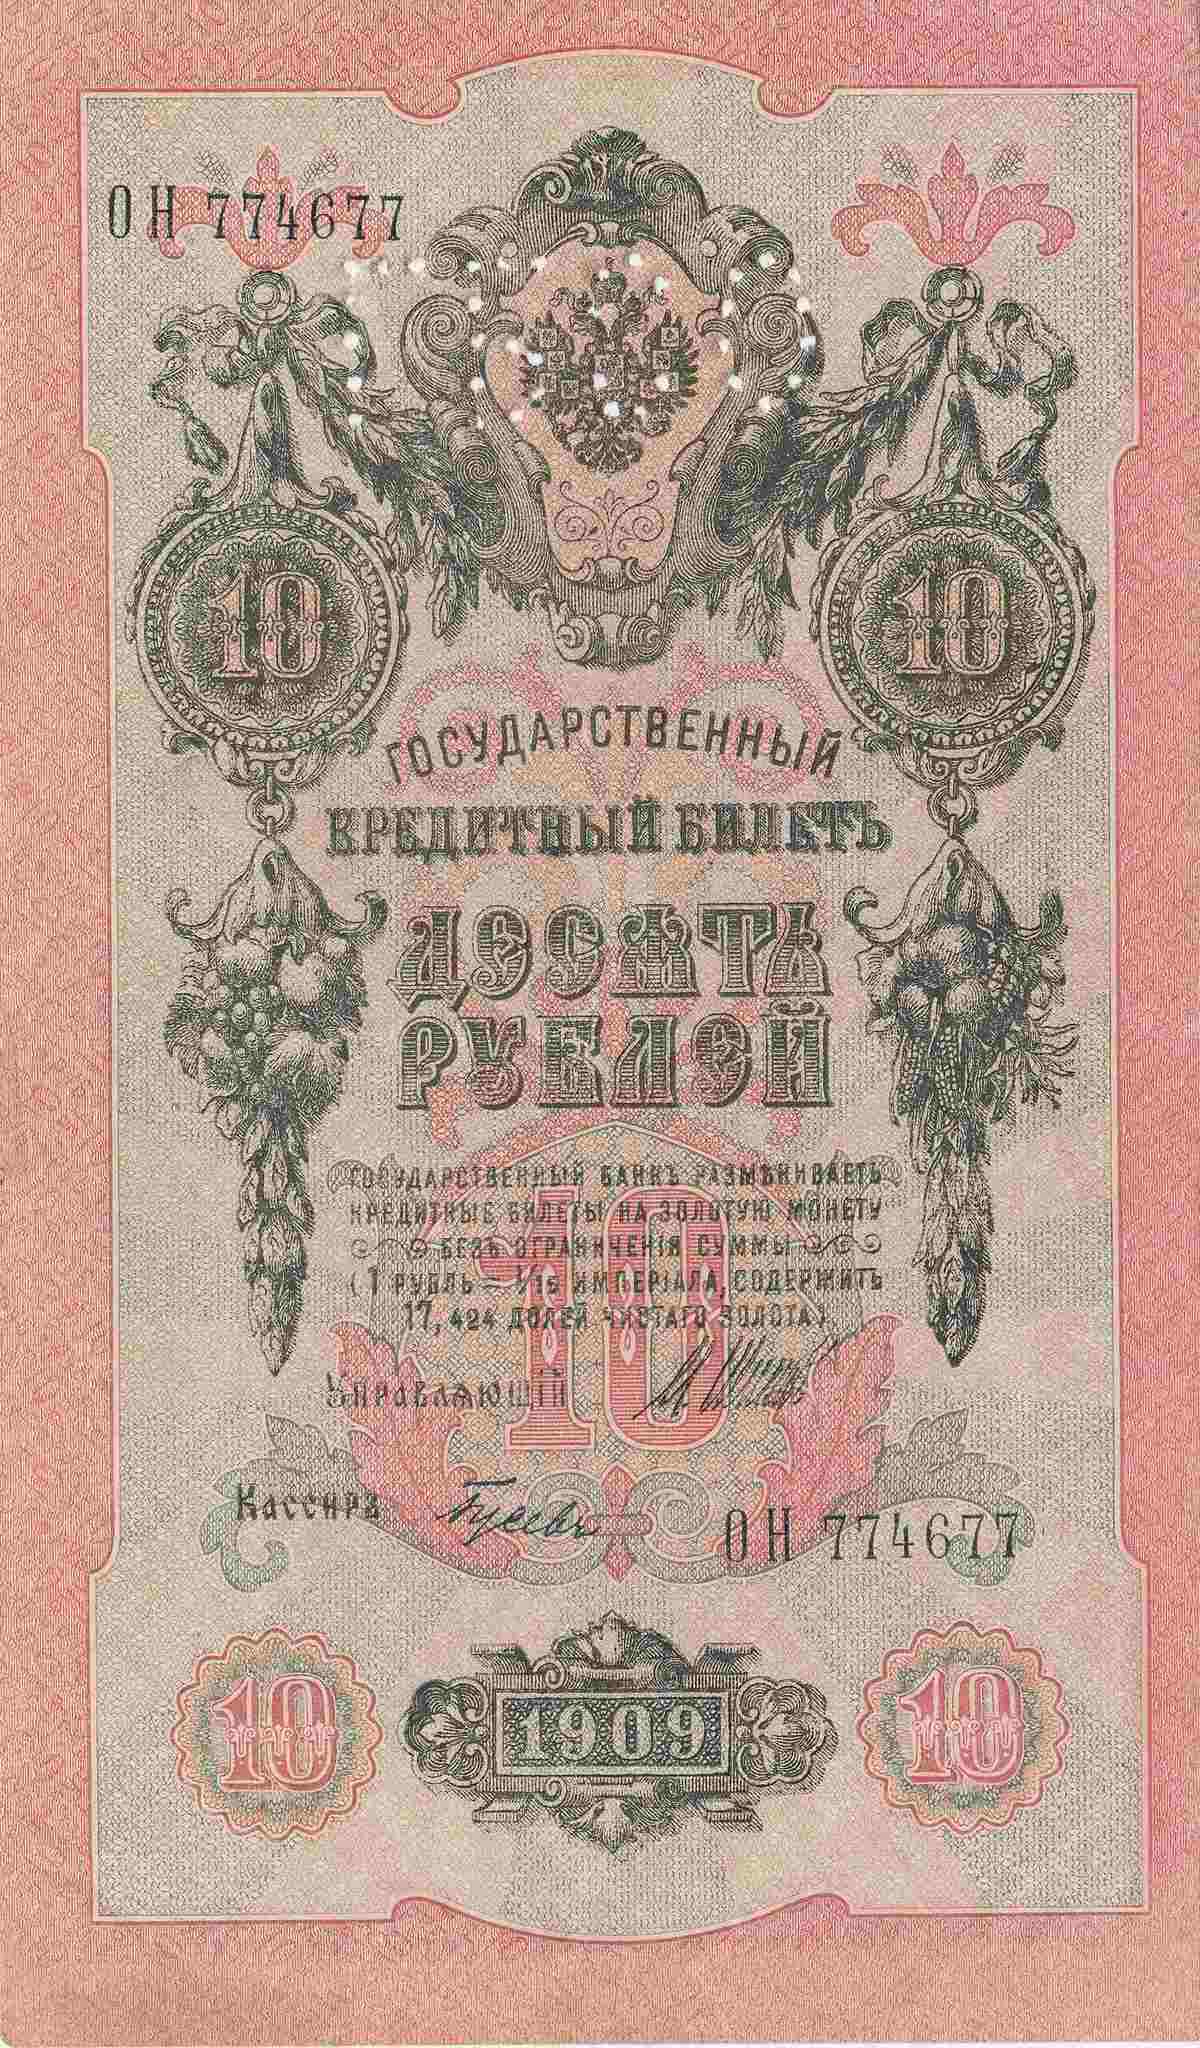 ОН 774677
10 10
ГОСУДАРСТВЕННЫЙ
КРЕДИТНЫЙ БИЛЕТЪ
ДЕСЯТЬ
РУБЛЕЙ
ГОСУДАРСТВЕННЫЙ БАНКЪ РАЗМѢНИВАЕТЪ
КРЕДИТНЫЕ БИЛЕТЫ НА ЗОЛОТУЮ МОНЕТУ
БЕЗЪ ОГРАНИЧЕНІЯ СУММЫ
(1 РУБЛЬ = 1/15 ИМПЕРІАЛА, СОДЕРЖИТЪ
17,424 ДОЛЕЙ ЧИСТАГО ЗОЛОТА)
10
Управляющій
Кассиръ Гусевъ
ОН 774677
10 1909 10